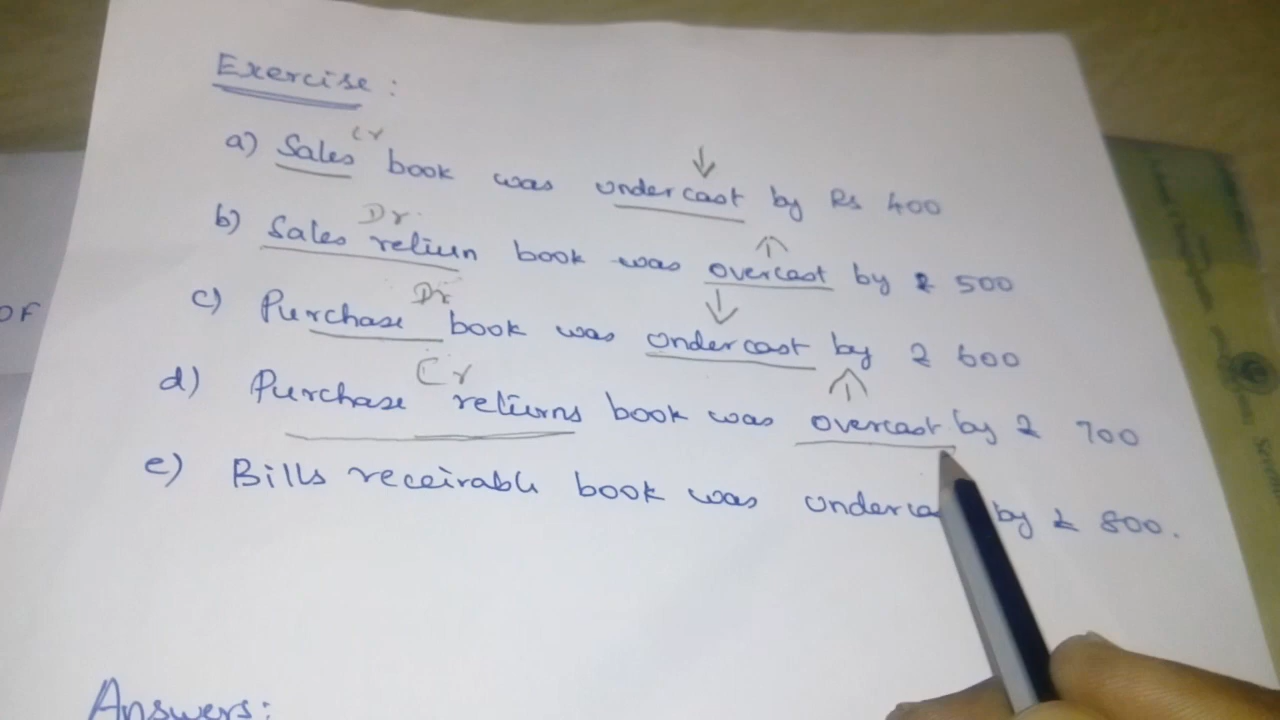 Exercise:
Cr
a) Sales book was undercast by Rs 400
Dr.
b) Sales return book was overcast by ₹ 500
Dr.
c) Purchase book was undercast by ₹ 600
Cr
d) Purchase returns book was overcast by ₹ 700
e) Bills receivable book was underca by ₹ 800.
OF
Answers: